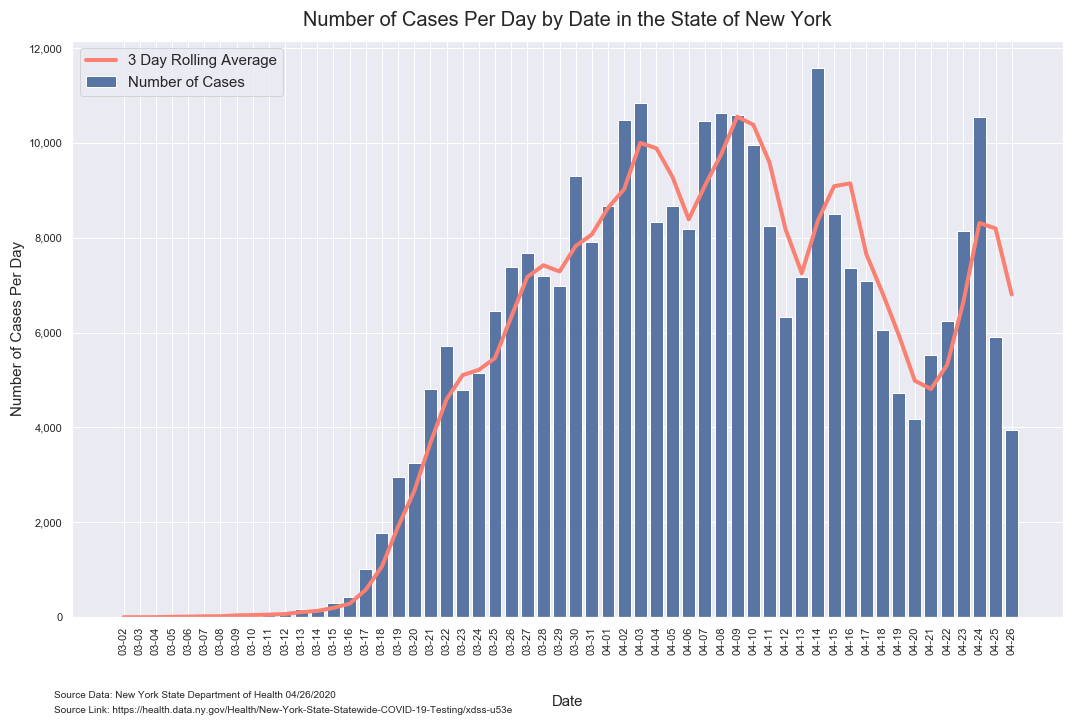 Number of Cases Per Day by Date in the State of New York
3 Day Rolling Average
Number of Cases
Number of Cases Per Day
12,000
10,000
8,000
6,000
4,000
2,000
0
03-02 03-03 03-04 03-05 03-06 03-07 03-08 03-09 03-10 03-11 03-12 03-13 03-14 03-15 03-16 03-17 03-18 03-19 03-20 03-21 03-22 03-23 03-24 03-25 03-26 03-27 03-28 03-29 03-30 03-31 04-01 04-02 04-03 04-04 04-05 04-06 04-07 04-08 04-09 04-10 04-11 04-12 04-13 04-14 04-15 04-16 04-17 04-18 04-19 04-20 04-21 04-22 04-23 04-24 04-25 04-26
Date
Source Data: New York State Department of Health 04/26/2020
Source Link: https://health.data.ny.gov/Health/New-York-State-Statewide-COVID-19-Testing/xdss-u53e